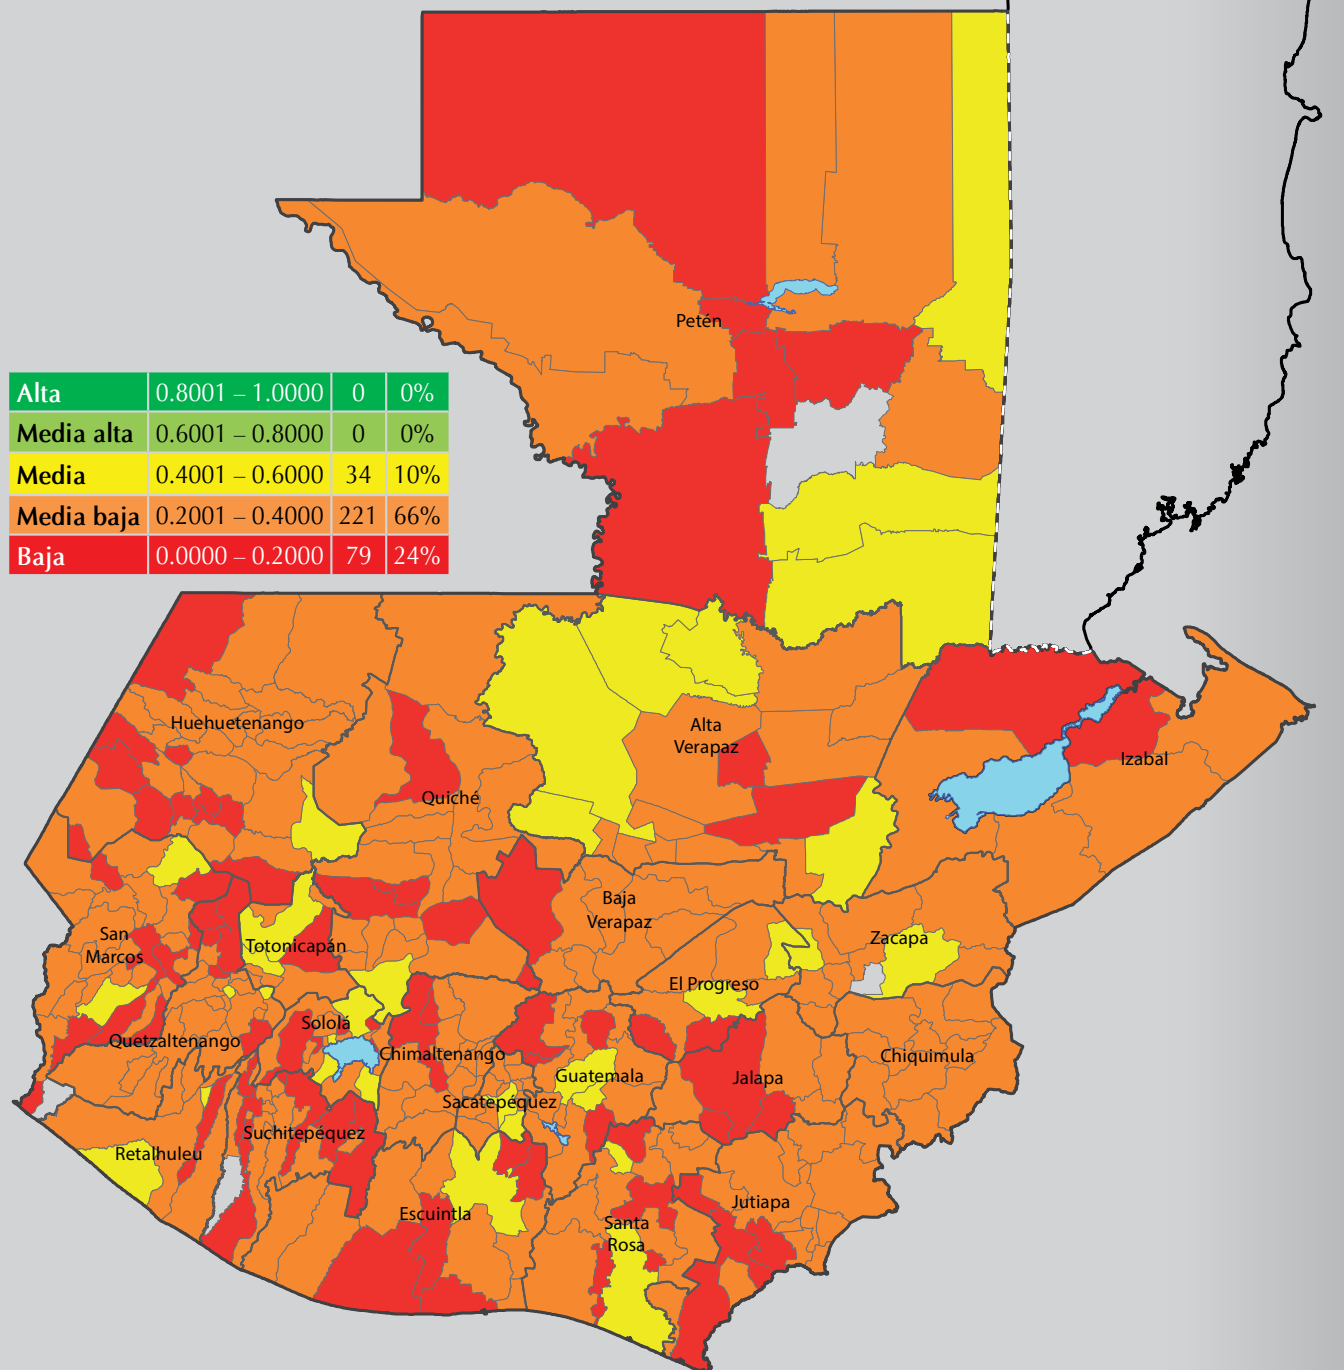 Petén
Alta 0.8001 – 1.0000 0 0%
Media alta 0.6001 – 0.8000 0 0%
Media 0.4001 – 0.6000 34 10%
Media baja 0.2001 – 0.4000 221 66%
Baja 0.0000 – 0.2000 79 24%
Huehuetenango
Alta
Verapaz
Izabal
Quiché
Baja
Verapaz
San
Marcos
Totonicapán
Zacapa
El Progreso
Sololá
Quetzaltenango
Chimaltenango
Chiquimula
Guatemala
Jalapa
Sacatepéquez
Suchitepéquez
Retalhuleu
Jutiapa
Escuintla
Santa
Rosa